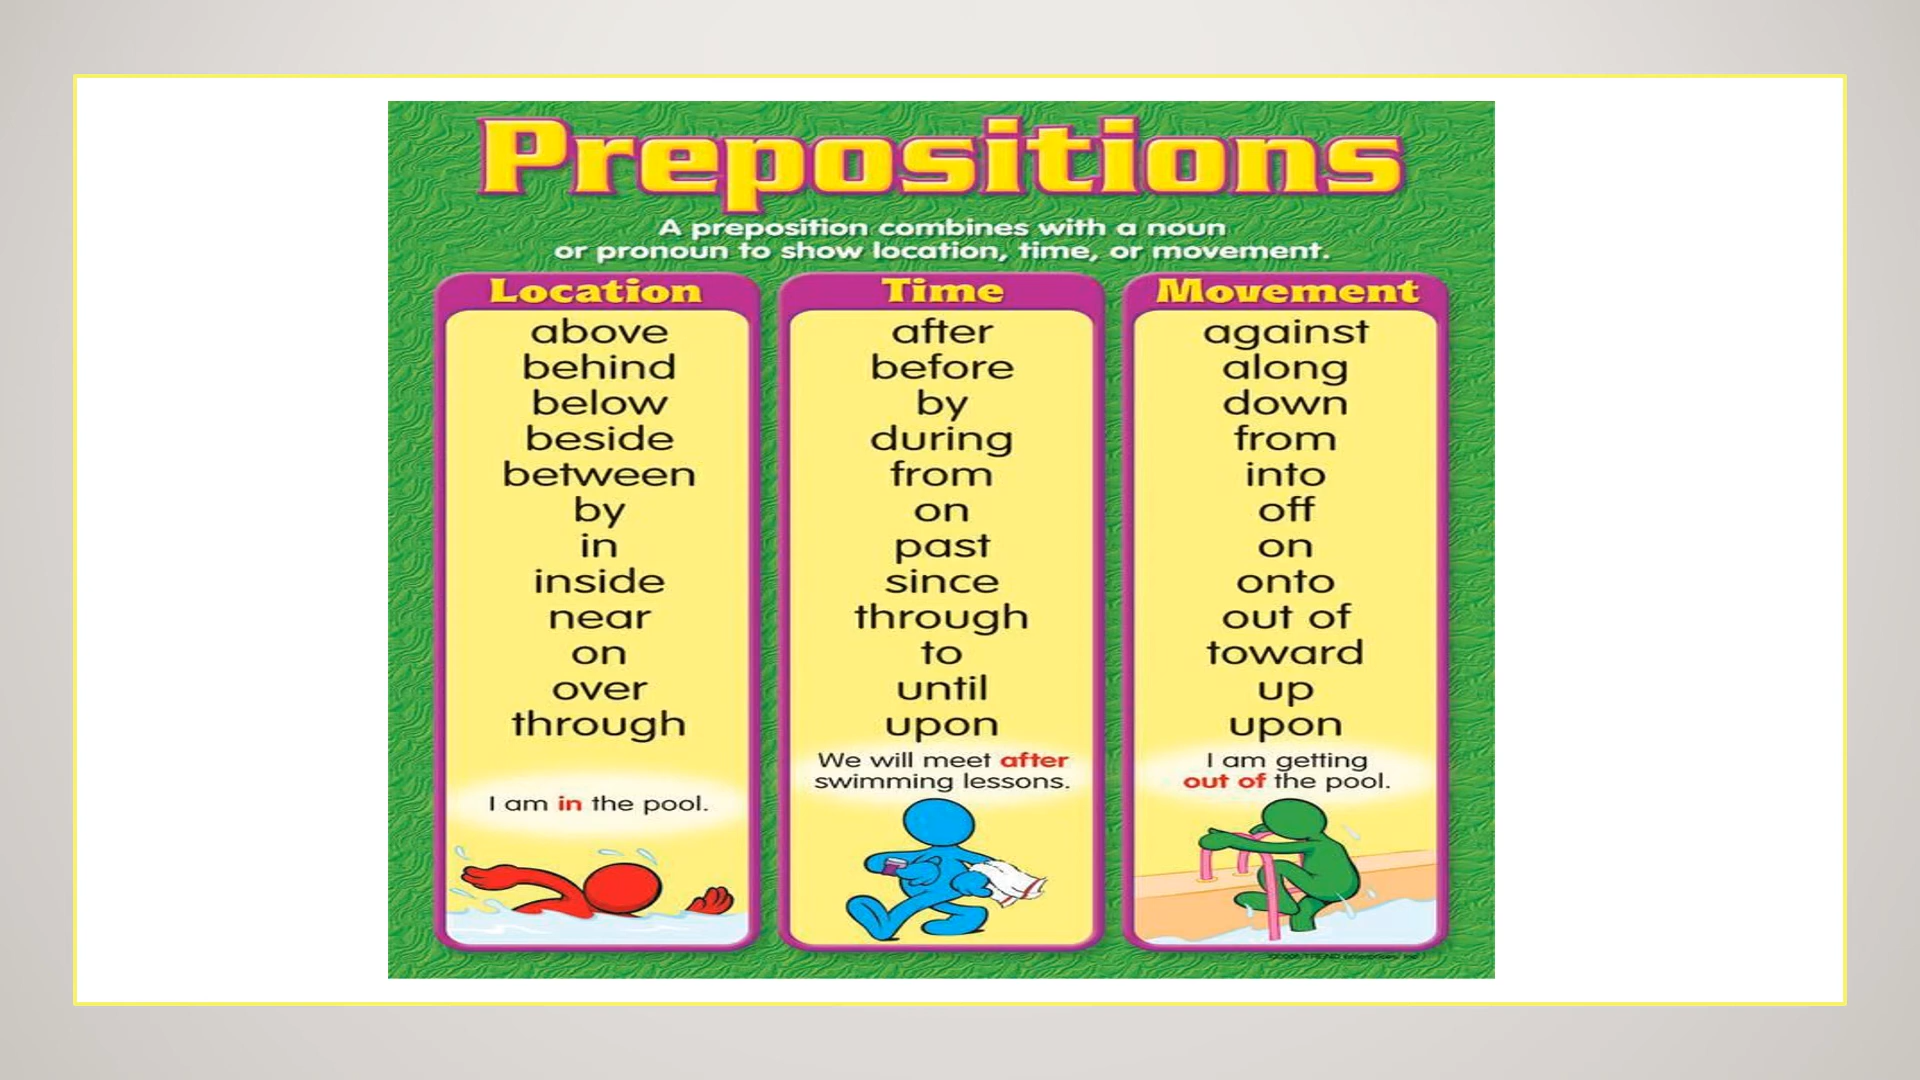 Prepositions
A preposition combines with a noun
or pronoun to show location, time, or movement.
Location
above
behind
below
beside
between
by
in
inside
near
on
over
through
I am in the pool.
Time
after
before
by
during
from
on
past
since
through
to
until
upon
We will meet after
swimming lessons.
Movement
against
along
down
from
into
off
on
onto
out of
toward
up
upon
I am getting
out of the pool.